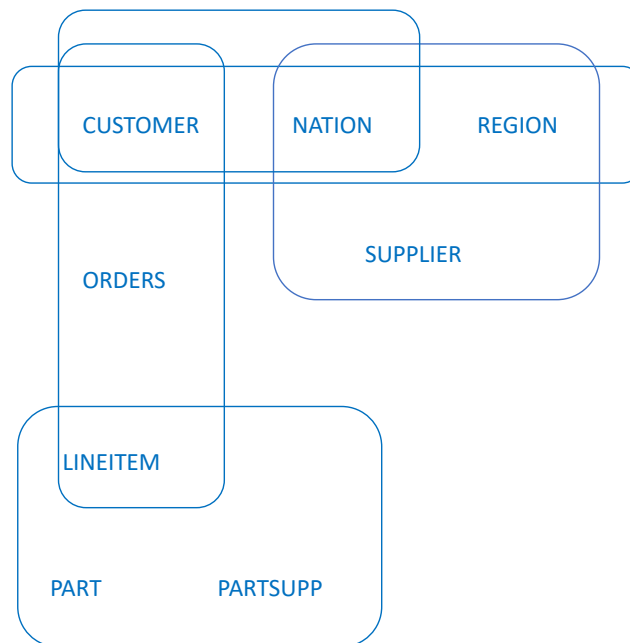 CUSTOMER NATION REGION
SUPPLIER
ORDERS
LINEITEM
PART PARTSUPP